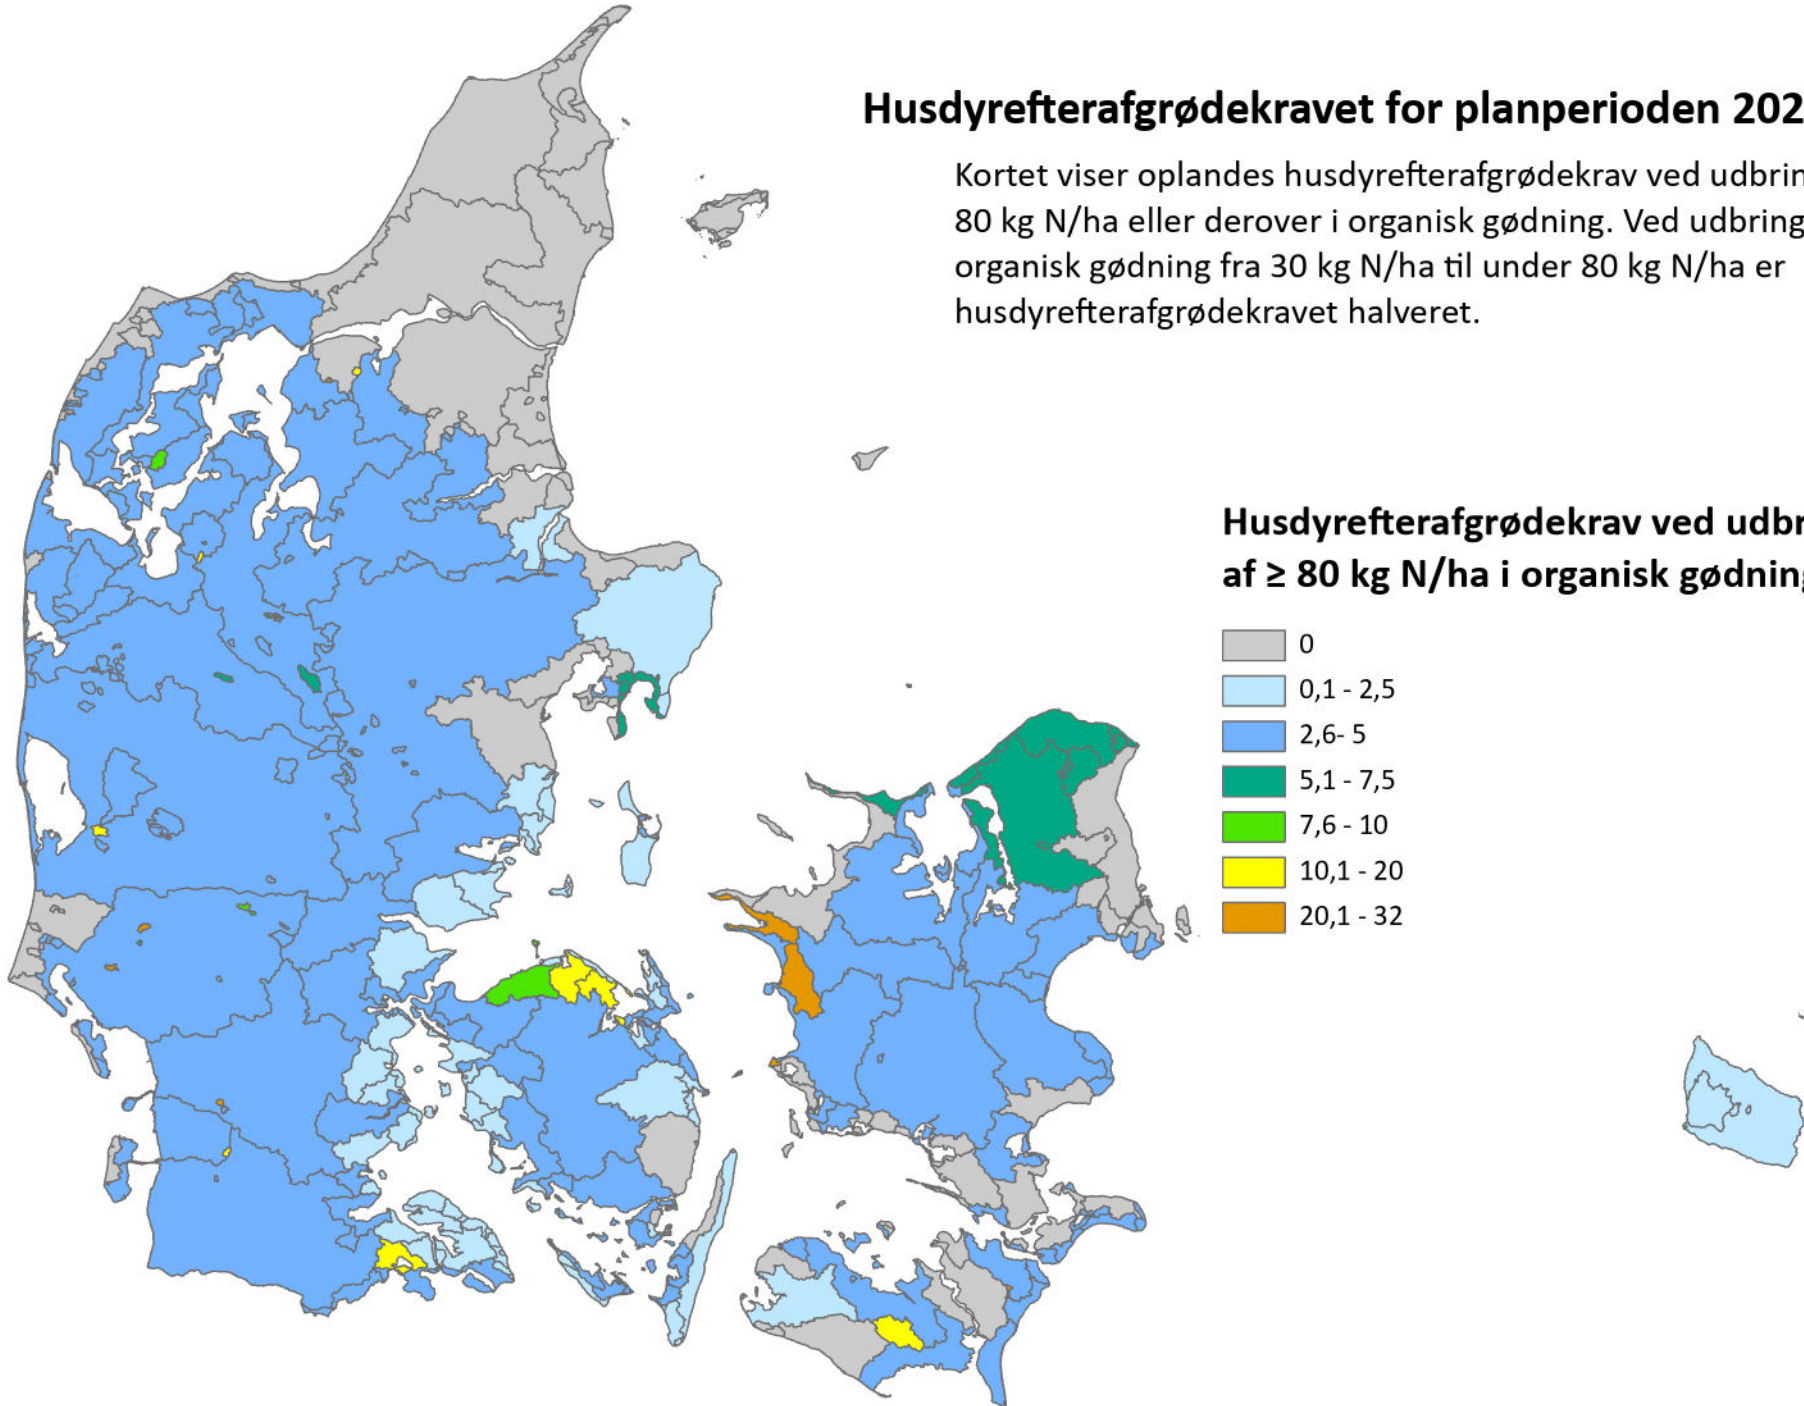 Husdyrefterafgrødekravet for planperioden 202
Kortet viser oplandes husdyrefterafgrødekrav ved udbrin
80 kg N/ha eller derover i organisk gødning. Ved udbring
organisk gødning fra 30 kg N/ha til under 80 kg N/ha er
husdyrefterafgrødekravet halveret.
Husdyrefterafgrødekrav ved udbr
af ≥ 80 kg N/ha i organisk gødning
0
0,1 - 2,5
2,6- 5
5,1 - 7,5
7,6 - 10
10,1 - 20
20,1 - 32